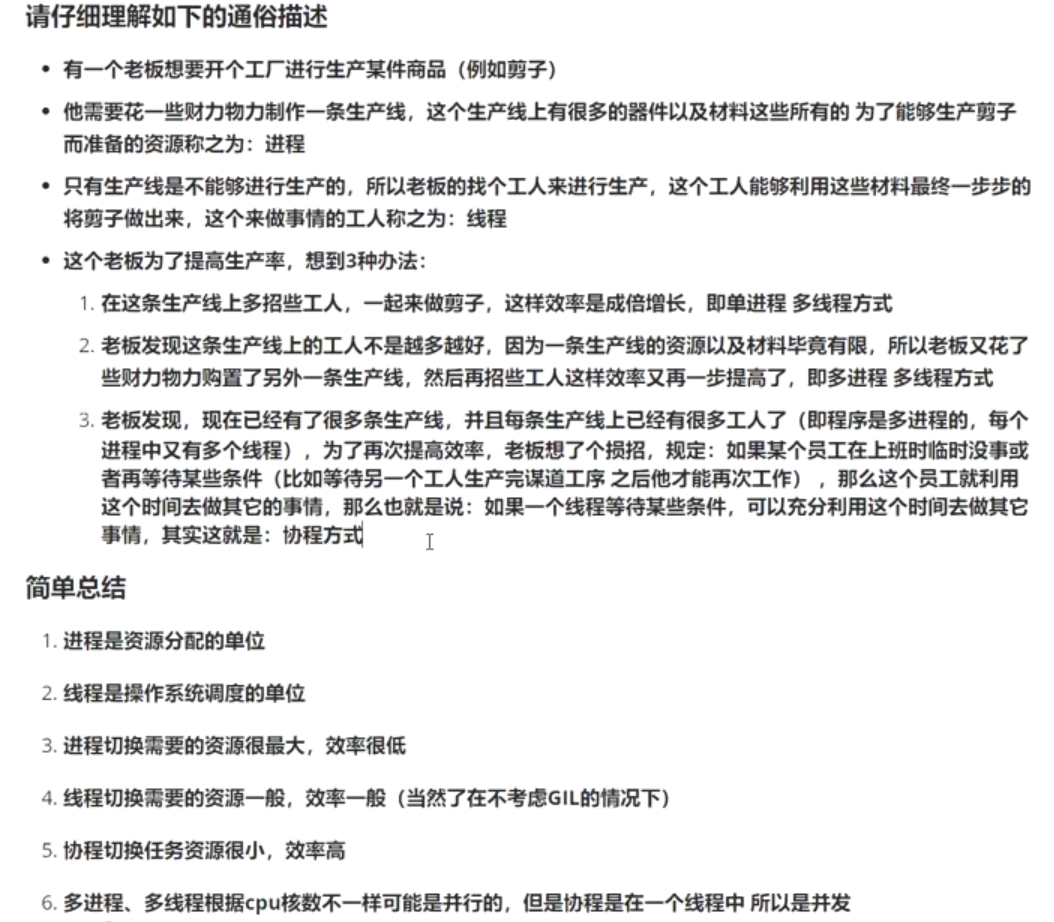 请仔细理解如下的通俗描述
• 有一个老板想要开个工厂进行生产某件商品（例如剪子）
• 他需要花一些财力物力制作一条生产线，这个生产线上有很多的器件以及材料这些所有的 为了能够生产剪子
而准备的资源称之为：进程
• 只有生产线是不能够进行生产的，所以老板的找个工人来进行生产，这个工人能够利用这些材料最终一步步的
将剪子做出来，这个来做事情的工人称之为：线程
• 这个老板为了提高生产率，想到3种办法：
1. 在这条生产线上多招些工人，一起来做剪子，这样效率是成倍增长，即单进程 多线程方式
2. 老板发现这条生产线上的工人不是越多越好，因为一条生产线的资源以及材料毕竟有限，所以老板又花了
些财力物力购置了另外一条生产线，然后再招些工人这样效率又再一步提高了，即多进程 多线程方式
3. 老板发现，现在已经有了很多条生产线，并且每条生产线上已经有很多工人了（即程序是多进程的，每个
进程中又有多个线程），为了再次提高效率，老板想了个损招，规定：如果某个员工在上班时临时没事或
者再等待某些条件（比如等待另一个工人生产完谋道工序 之后他才能再次工作） ，那么这个员工就利用
这个时间去做其它的事情，那么也就是说：如果一个线程等待某些条件，可以充分利用这个时间去做其它
事情，其实这就是：协程方式
简单总结
1. 进程是资源分配的单位
2. 线程是操作系统调度的单位
3. 进程切换需要的资源很最大，效率很低
4. 线程切换需要的资源一般，效率一般（当然了在不考虑GIL的情况下）
5. 协程切换任务资源很小，效率高
6. 多进程、多线程根据cpu核数不一样可能是并行的，但是协程是在一个线程中 所以是并发